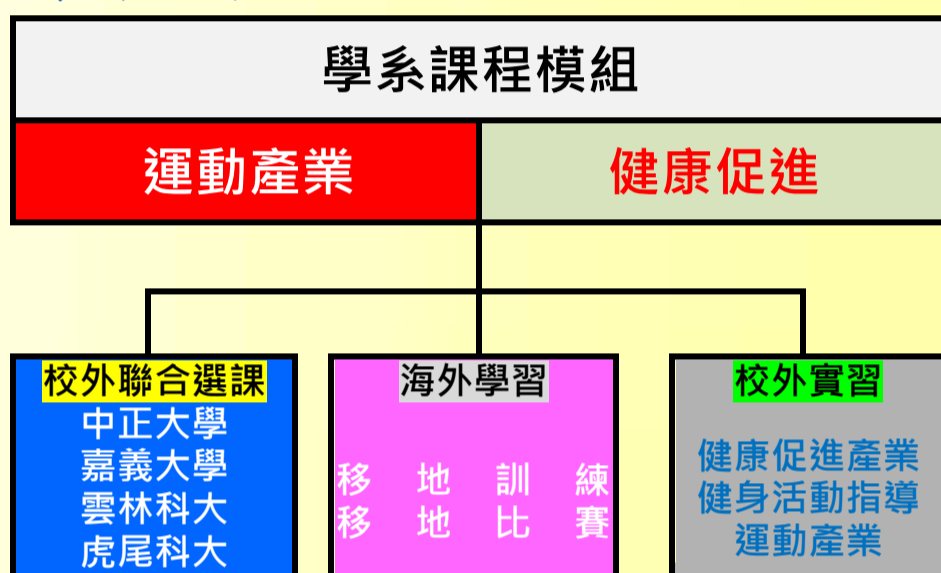 學系課程模組
運動產業
健康促進
校外聯合選課
中正大學
嘉義大學
雲林科大
虎尾科大
海外學習
移地訓練
移地比賽
校外實習
健康促進產業
健身活動指導
運動產業